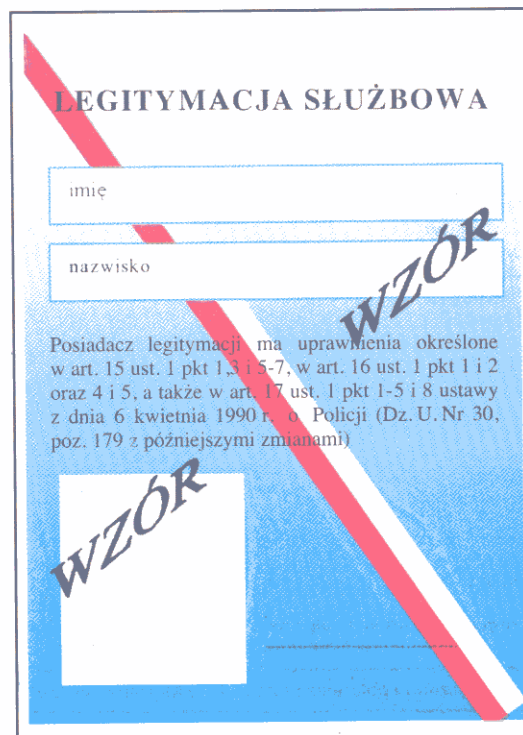 LEGITYMACJA SŁUŻBOWA
imię
nazwisko
WZÓR
Posiadacz legitymacji ma uprawnienia określone
w art. 15 ust. 1 pkt 1,3 i 5-7, w art. 16 ust. 1 pkt 1 i 2
oraz 4 i 5, a także w art. 17 ust. 1 pkt 1-5 i 8 ustawy
z dnia 6 kwietnia 1990 r. o Policji (Dz. U. Nr 30,
poz. 179 z późniejszymi zmianami)
WZÓR